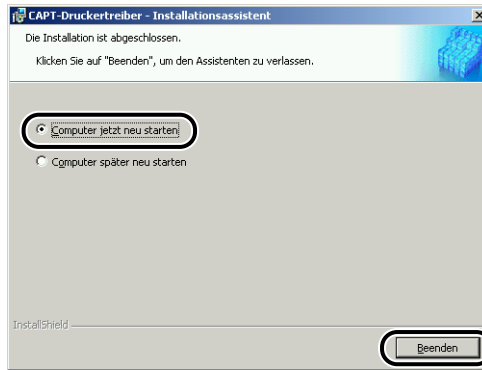 CAPT-Druckertreiber - Installationsassistent
Die Installation ist abgeschlossen.
Klicken Sie auf "Beenden", um den Assistenten zu verlassen.
Computer jetzt neu starten
Computer später neu starten
InstallShield
Beenden